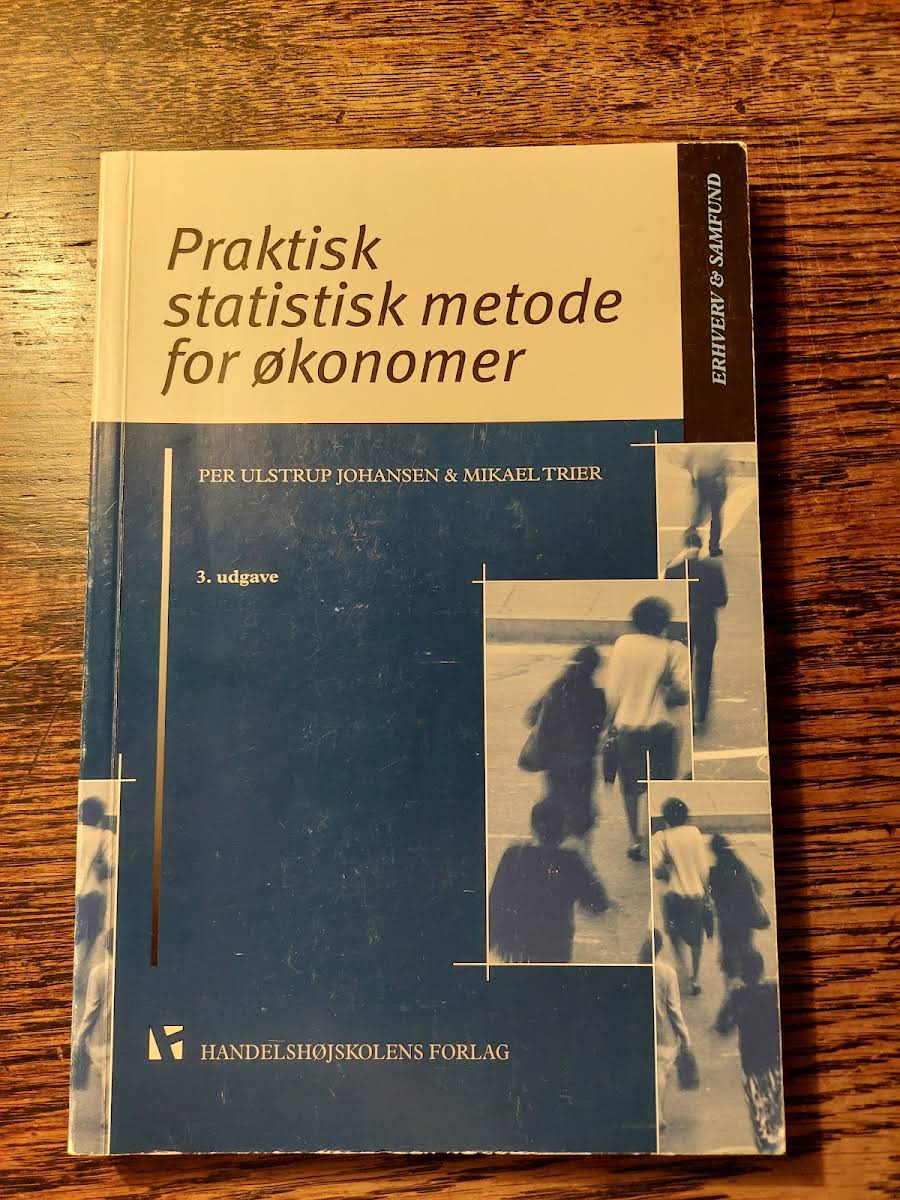 Praktisk
statistisk metode
for økonomer
ERHVERV & SAMFUND
PER ULSTRUP JOHANSEN & MIKAEL TRIER
3. udgave
HANDELSHØJSKOLENS FORLAG